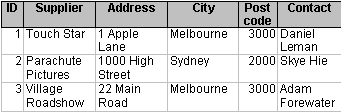 ID Supplier Address City Post code Contact
1 Touch Star 1 Apple Lane Melbourne 3000 Daniel Leman
2 Parachute Pictures 1000 High Street Sydney 2000 Skye Hie
3 Village Roadshow 22 Main Road Melbourne 3000 Adam Forewater